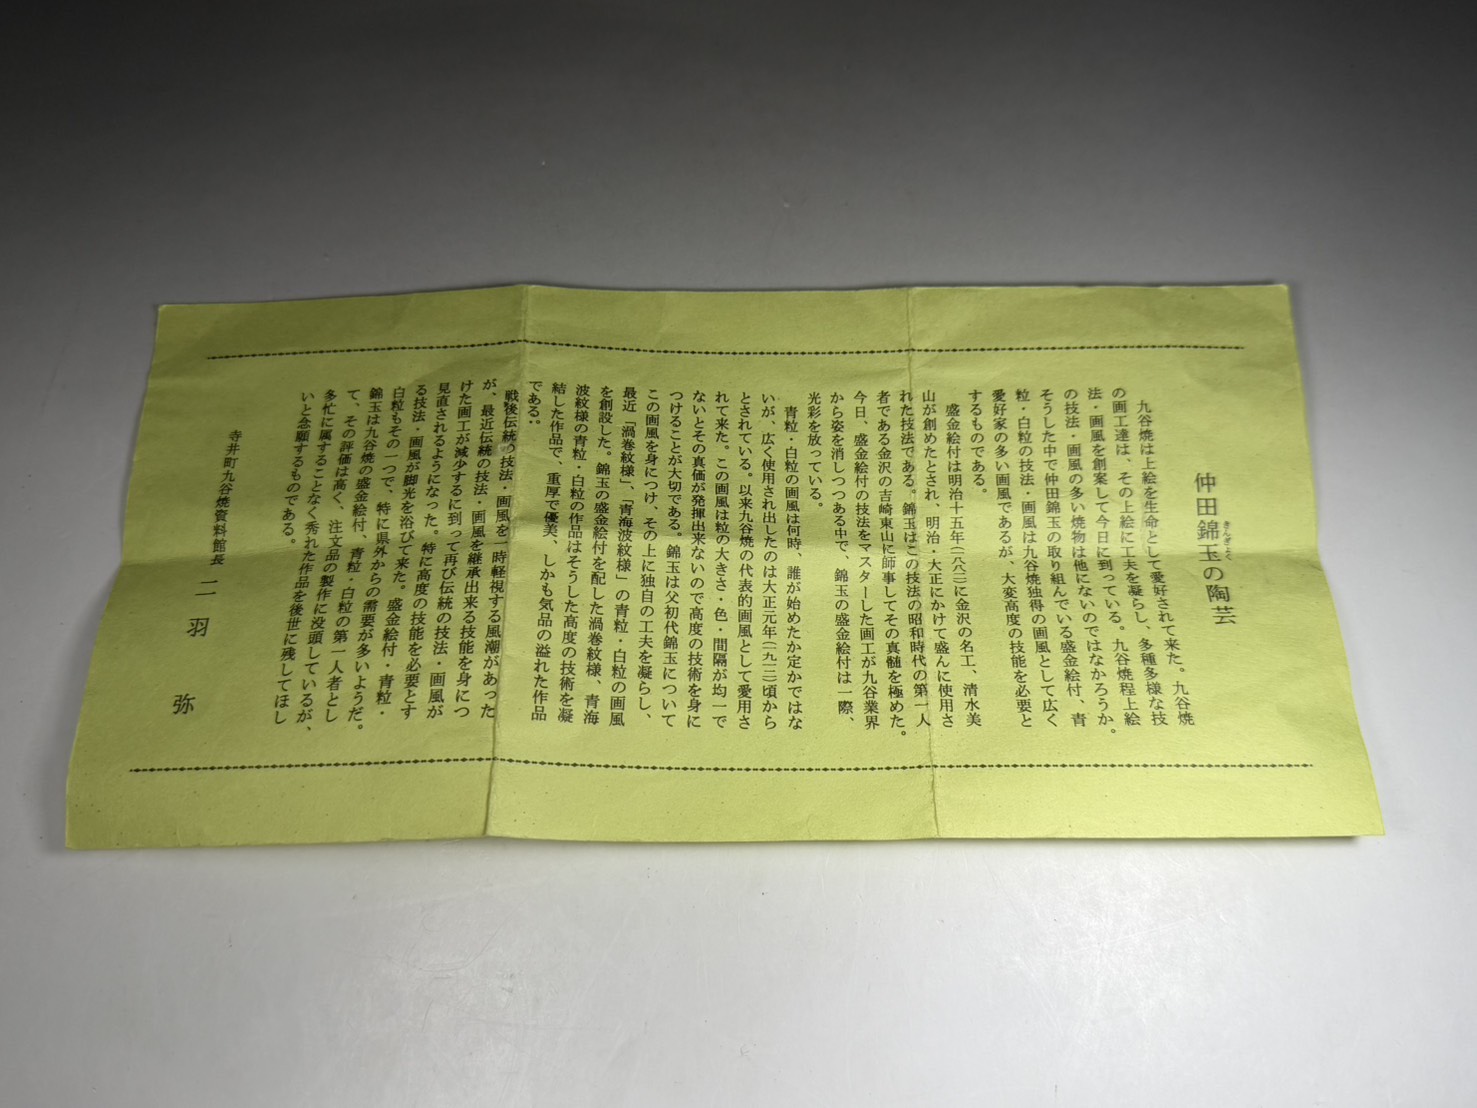 仲田錦玉の陶芸
きんぎょく
九谷焼は上絵を生命として愛好されて来た。九谷焼
の画工達は、その上絵に工夫を凝らし、多種多様な技
法・画風を創案して今日に到っている。九谷焼程上絵
の技法・画風の多い焼物は他にないのではなかろうか。
そうした中で仲田錦玉の取り組んでいる盛金絵付、青
粒・白粒の技法・画風は九谷焼独得の画風として広く
愛好家の多い画風であるが、大変高度の技能を必要と
するものである。
盛金絵付は明治十五年(一八八二)に金沢の名工、清水美
山が創めたとされ、明治・大正にかけて盛んに使用さ
れた技法である。錦玉はこの技法の昭和時代の第一人
者である金沢の吉崎東山に師事してその真髄を極めた。
今日、盛金絵付の技法をマスターした画工が九谷業界
から姿を消しつつある中で、錦玉の盛金絵付は一際、
光彩を放っている。
青粒・白粒の画風は何時、誰が始めたか定かではな
いが、広く使用され出したのは大正元年(一九一二)頃から
とされている。以来九谷焼の代表的画風として愛用さ
れて来た。この画風は粒の大きさ・色・間隔が均一で
ないとその真価が発揮出来ないので高度の技術を身に
つけることが大切である。錦玉は父初代錦玉について
この画風を身につけ、その上に独自の工夫を凝らし、
最近「渦巻紋様」、「青海波紋様」の青粒・白粒の画風
を創設した。錦玉の盛金絵付を配した渦巻紋様、青海
波紋様の青粒・白粒の作品はそうした高度の技術を凝
結した作品で、重厚で優美、しかも気品の溢れた作品
である。
戦後伝統の技法・画風を一時軽視する風潮があった
が、最近伝統の技法・画風を継承出来る技能を身につ
けた画工が減少するに到って再び伝統の技法・画風が
見直されるようになった。特に高度の技能を必要とす
る技法・画風が脚光を浴びて来た。盛金絵付・青粒・
白粒もその一つで、特に県外からの需要が多いようだ。
錦玉は九谷焼の盛金絵付、青粒・白粒の第一人者とし
て、その評価は高く、注文品の製作に没頭しているが、
多忙に属することなく秀れた作品を後世に残してほし
いと念願するものである。
寺井町九谷焼資料館長 二羽 弥